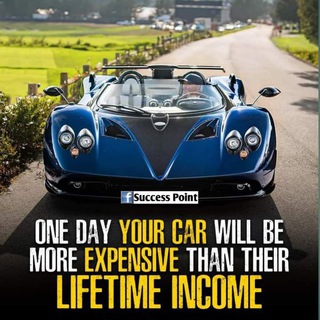 f Success Point
ONE DAY YOUR CAR WILL BE
MORE EXPENSIVE THAN THEIR
LIFETIME INCOME